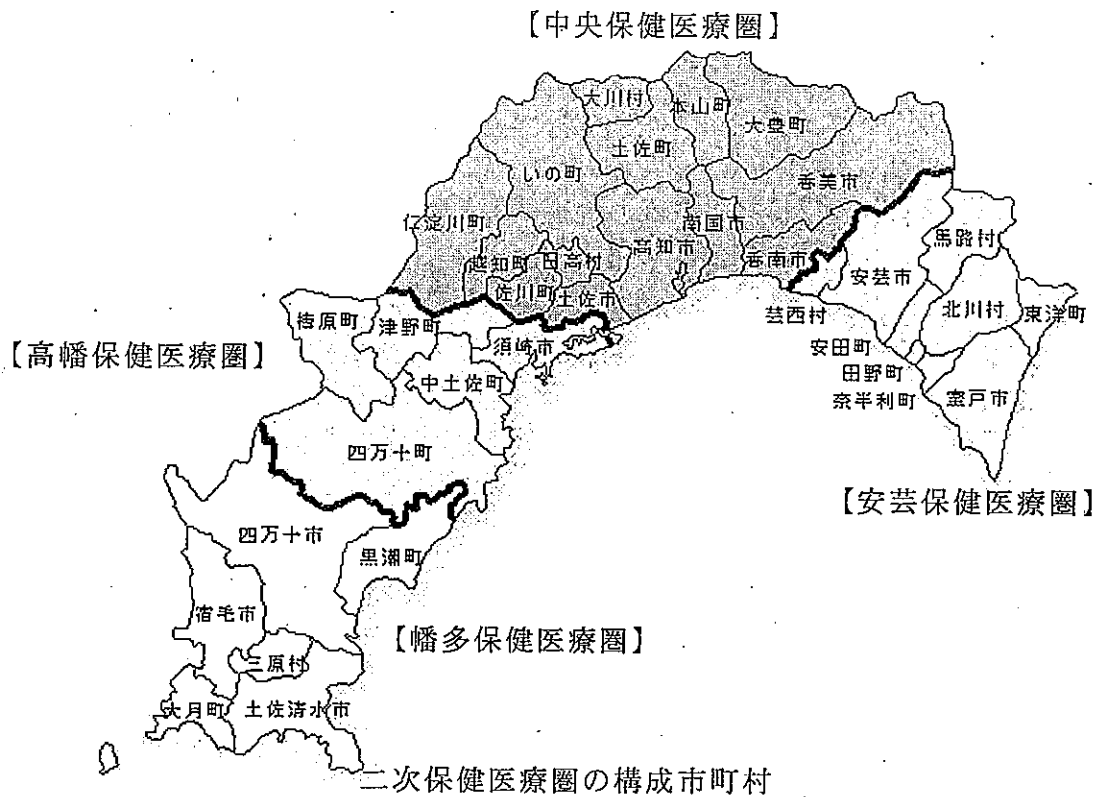 【中央保健医療圏】
大川村
本山町
大豊町
土佐町
いの町
香美市
仁淀川町
南国市
高知市
馬路村
越知町
日高村
香南市
安芸市
佐川町
土佐市
芸西村
北川村
東洋町
梼原町
津野町
須崎市
安田町
【高幡保健医療圏】
中土佐町
田野町
奈半利町
室戸市
四万十町
【安芸保健医療圏】
四万十市
黒瀬町
宿毛市
【幡多保健医療圏】
三原村
大月町
土佐清水市
二次保健医療圏の構成市町村